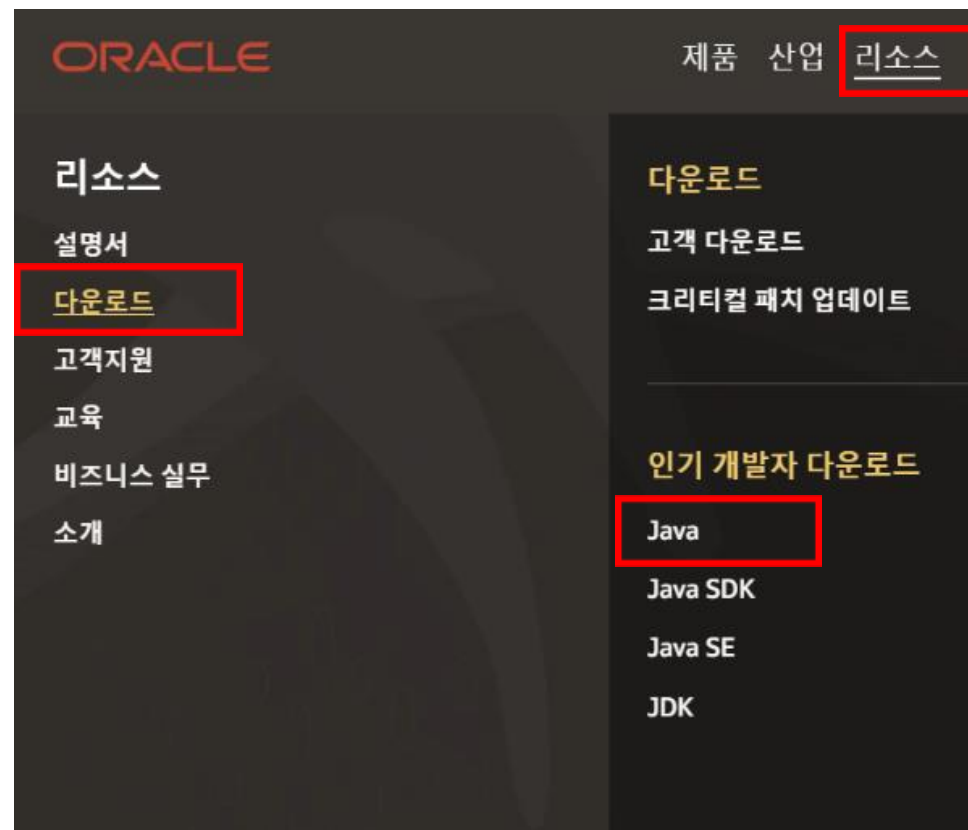 ORACLE
제품 산업 리소스
리소스
설명서
다운로드
고객지원
교육
비즈니스 실무
소개
다운로드
고객 다운로드
크리티컬 패치 업데이트
인기 개발자 다운로드
Java
Java SDK
Java SE
JDK